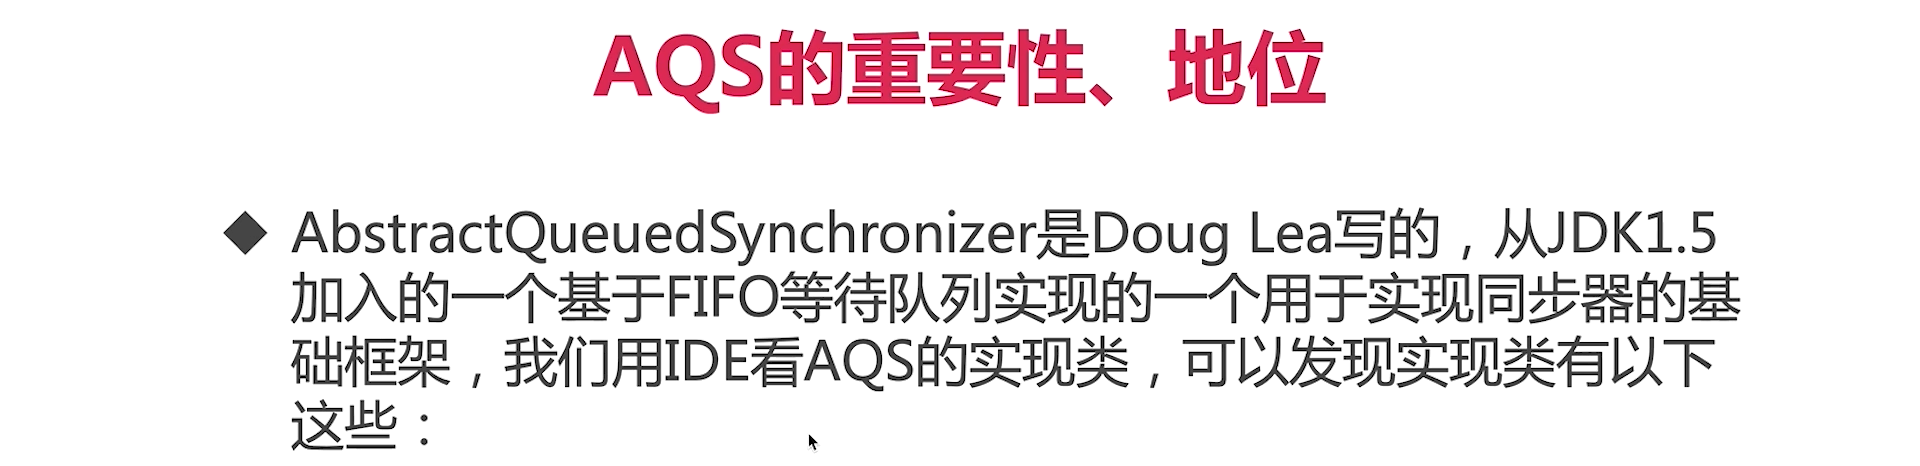 AQS的重要性、地位
◆ AbstractQueuedSynchronizer是Doug Lea写的，从JDK1.5
加入的一个基于FIFO等待队列实现的一个用于实现同步器的基
础框架，我们用IDE看AQS的实现类，可以发现实现类有以下
这些：